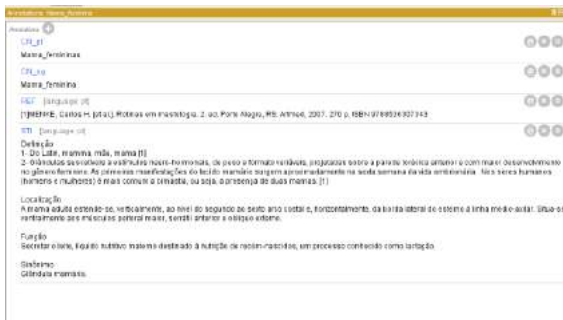 Annotations: Mama_feminina
Annotations
CN_pl
Mama_femininas
CN_sg
Mama_feminina
REF [language: pt]
[1]MENKE, Carlos H. [et al.]. Rotinas em mastologia. 2. ed. Porto Alegre, RS: Artmed, 2007. 270 p. ISBN 9788536307343
STI [language: pt]
Definição
1- Do Latin, mamma, mãe, mama [1]
2- Glândulas sensíveis a estímulos neuro-hormonais, de peso e formato variáveis, projetadas sobre a parede torácica anterior e com maior desenvolvimento
no gênero feminino. As primeiras manifestações do tecido mamário surgem aproximadamente na sexta semana da vida embrionária. Nos seres humanos
(homens e mulheres) é mais comum a bimastia, ou seja, a presença de duas mamas. [1]
Localização
A mama adulta estende-se, verticalmente, ao nível do segundo ao sexto arco costal e, horizontalmente, da borda lateral do esterno à linha médio-axial. Situa-se
ventralmente aos músculos peitoral maior, serrátil anterior e oblíquo externo.
Função
Secretar o leite, líquido nutritivo materno destinado à nutrição de recém-nascidos, em processo conhecido como lactação.
Sinônimo
Glândula mamária.